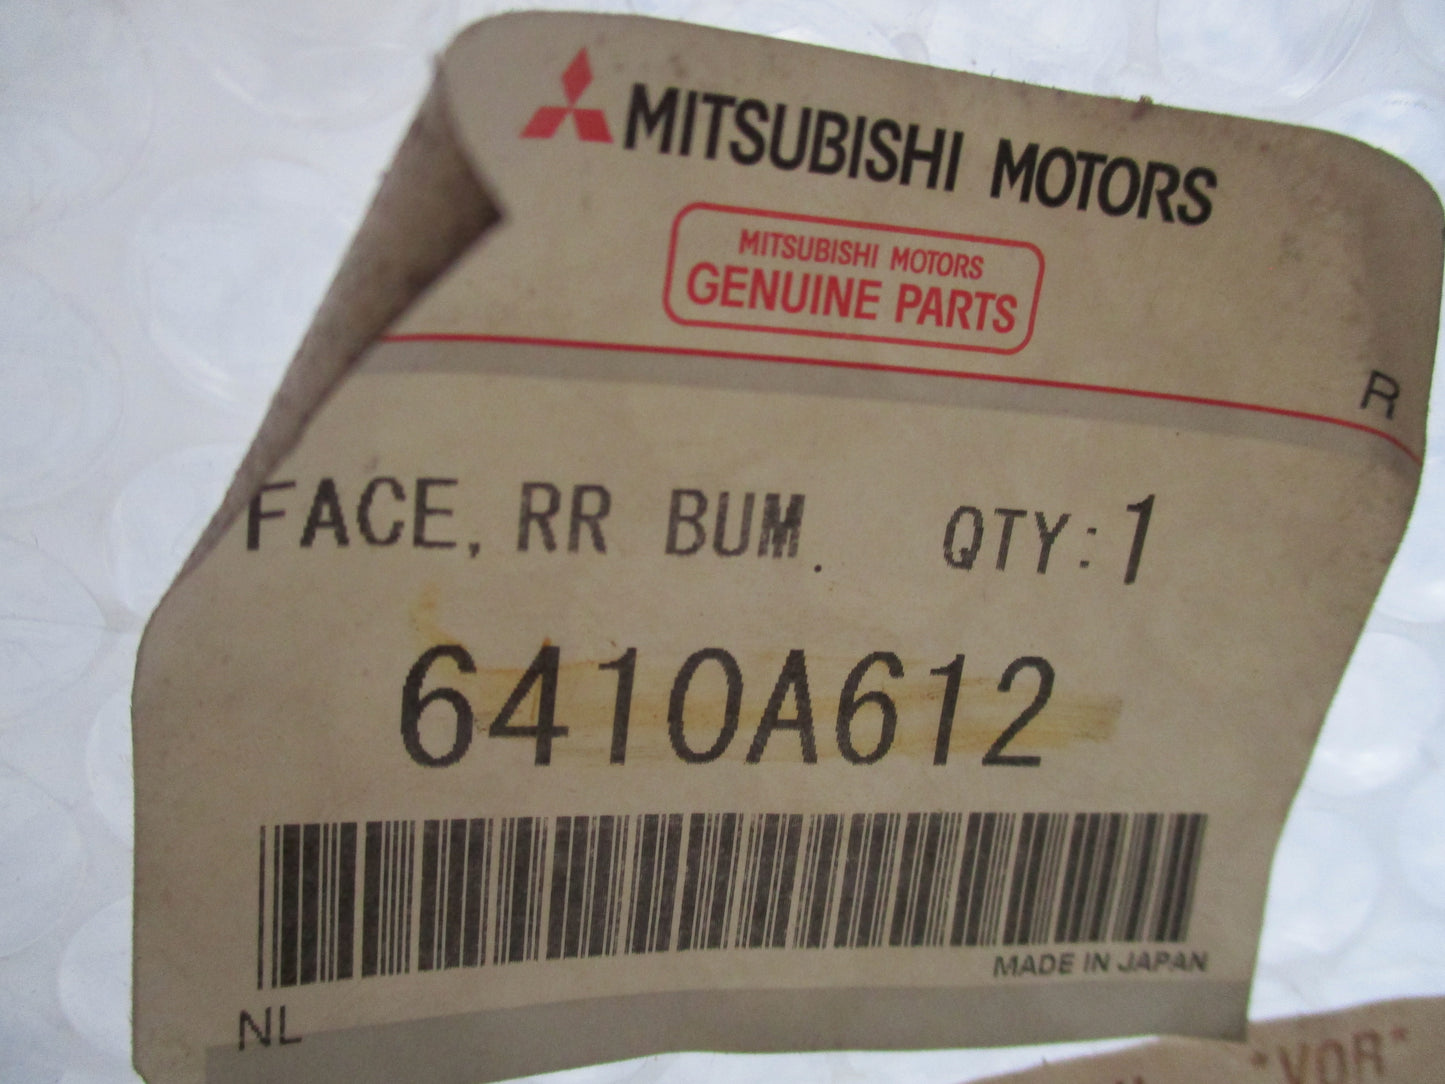 MITSUBISHI MOTORS
MITSUBISHI MOTORS
GENUINE PARTS
R
FACE, RR BUM. QTY:1
6410A612
MADE IN JAPAN
NL
"VOR"